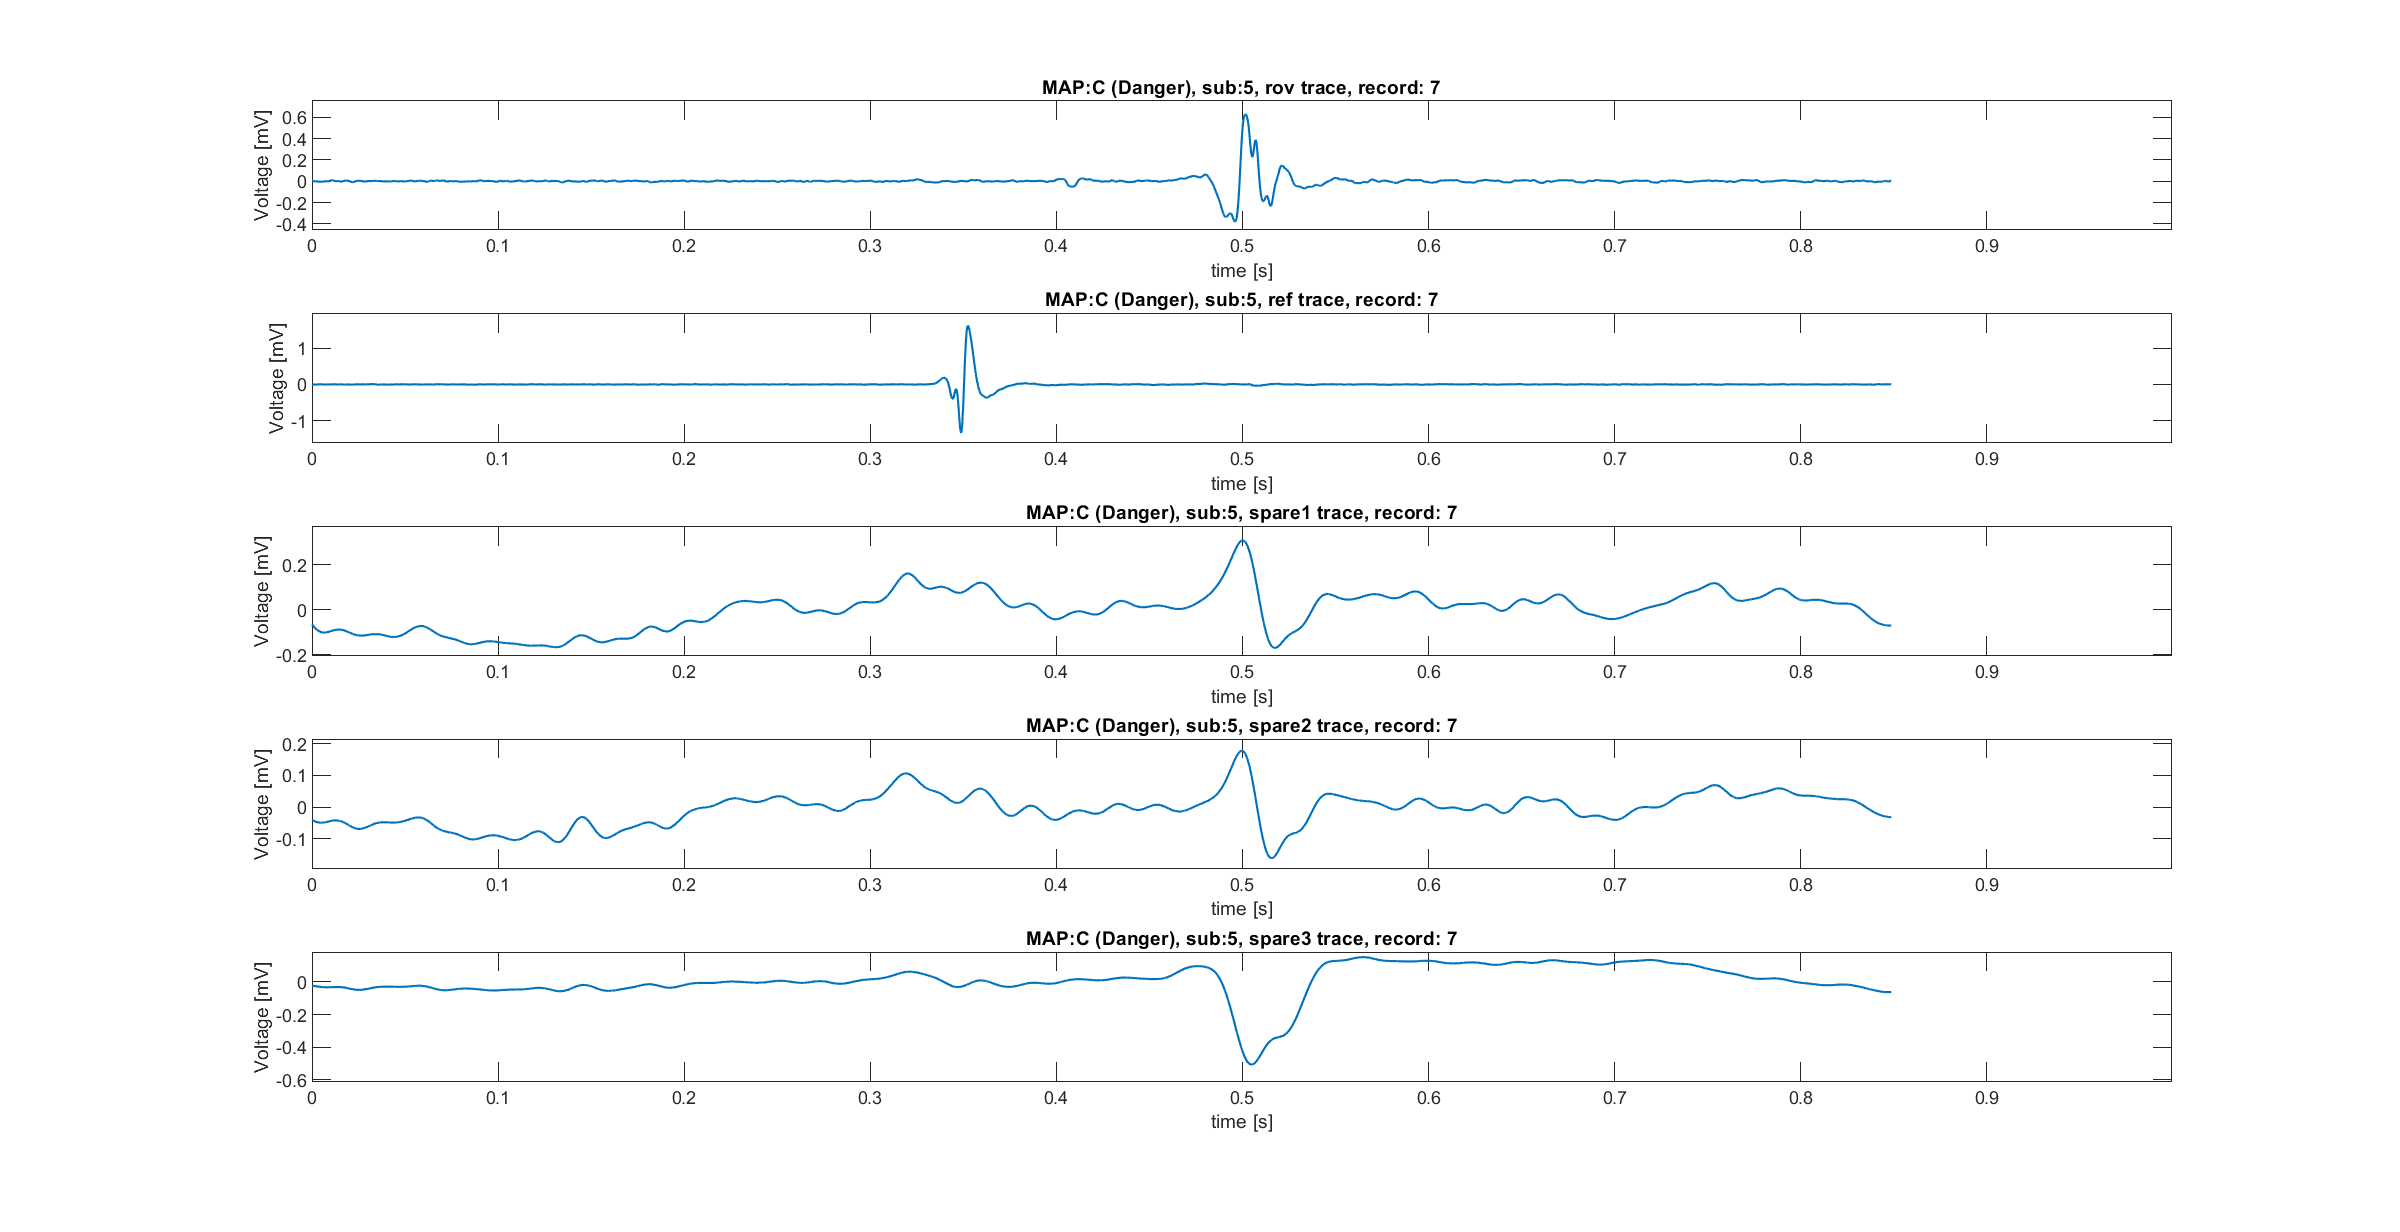 MAP:C (Danger), sub:5, rov trace, record: 7
Voltage [mV]
0.6
0.4
0.2
0
-0.2
-0.4
0 0.1 0.2 0.3 0.4 0.5 0.6 0.7 0.8 0.9
time [s]
MAP:C (Danger), sub:5, ref trace, record: 7
Voltage [mV]
1
0
-1
0 0.1 0.2 0.3 0.4 0.5 0.6 0.7 0.8 0.9
time [s]
MAP:C (Danger), sub:5, spare1 trace, record: 7
Voltage [mV]
0.2
0
-0.2
0 0.1 0.2 0.3 0.4 0.5 0.6 0.7 0.8 0.9
time [s]
MAP:C (Danger), sub:5, spare2 trace, record: 7
Voltage [mV]
0.2
0.1
0
-0.1
0 0.1 0.2 0.3 0.4 0.5 0.6 0.7 0.8 0.9
time [s]
MAP:C (Danger), sub:5, spare3 trace, record: 7
Voltage [mV]
0
-0.2
-0.4
-0.6
0 0.1 0.2 0.3 0.4 0.5 0.6 0.7 0.8 0.9
time [s]